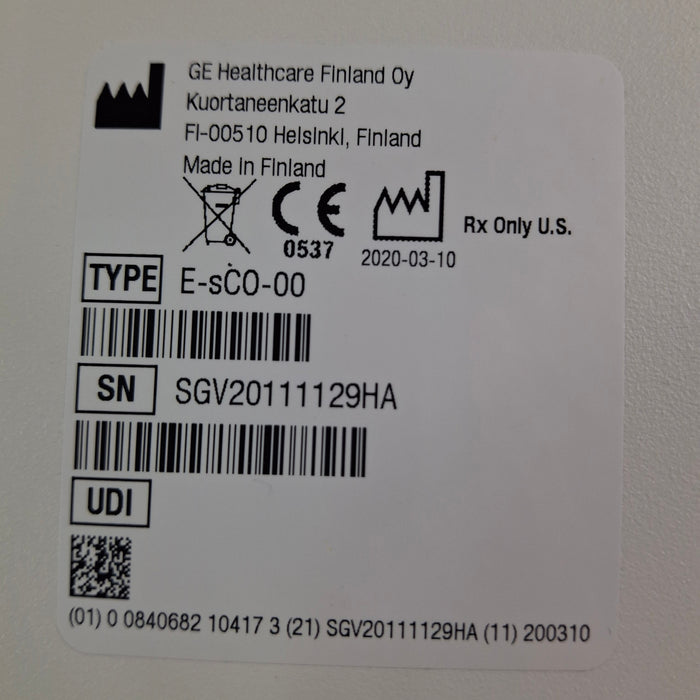 GE Healthcare Finland Oy
Kuortaneenkatu 2
FI-00510 Helsinki, Finland
Made in Finland
CE
0537
2020-03-10
Rx Only U.S.
TYPE E-sCO-00
SN SGV20111129HA
UDI
(01) 0 0840682 10417 3 (21) SGV20111129HA (11) 200310